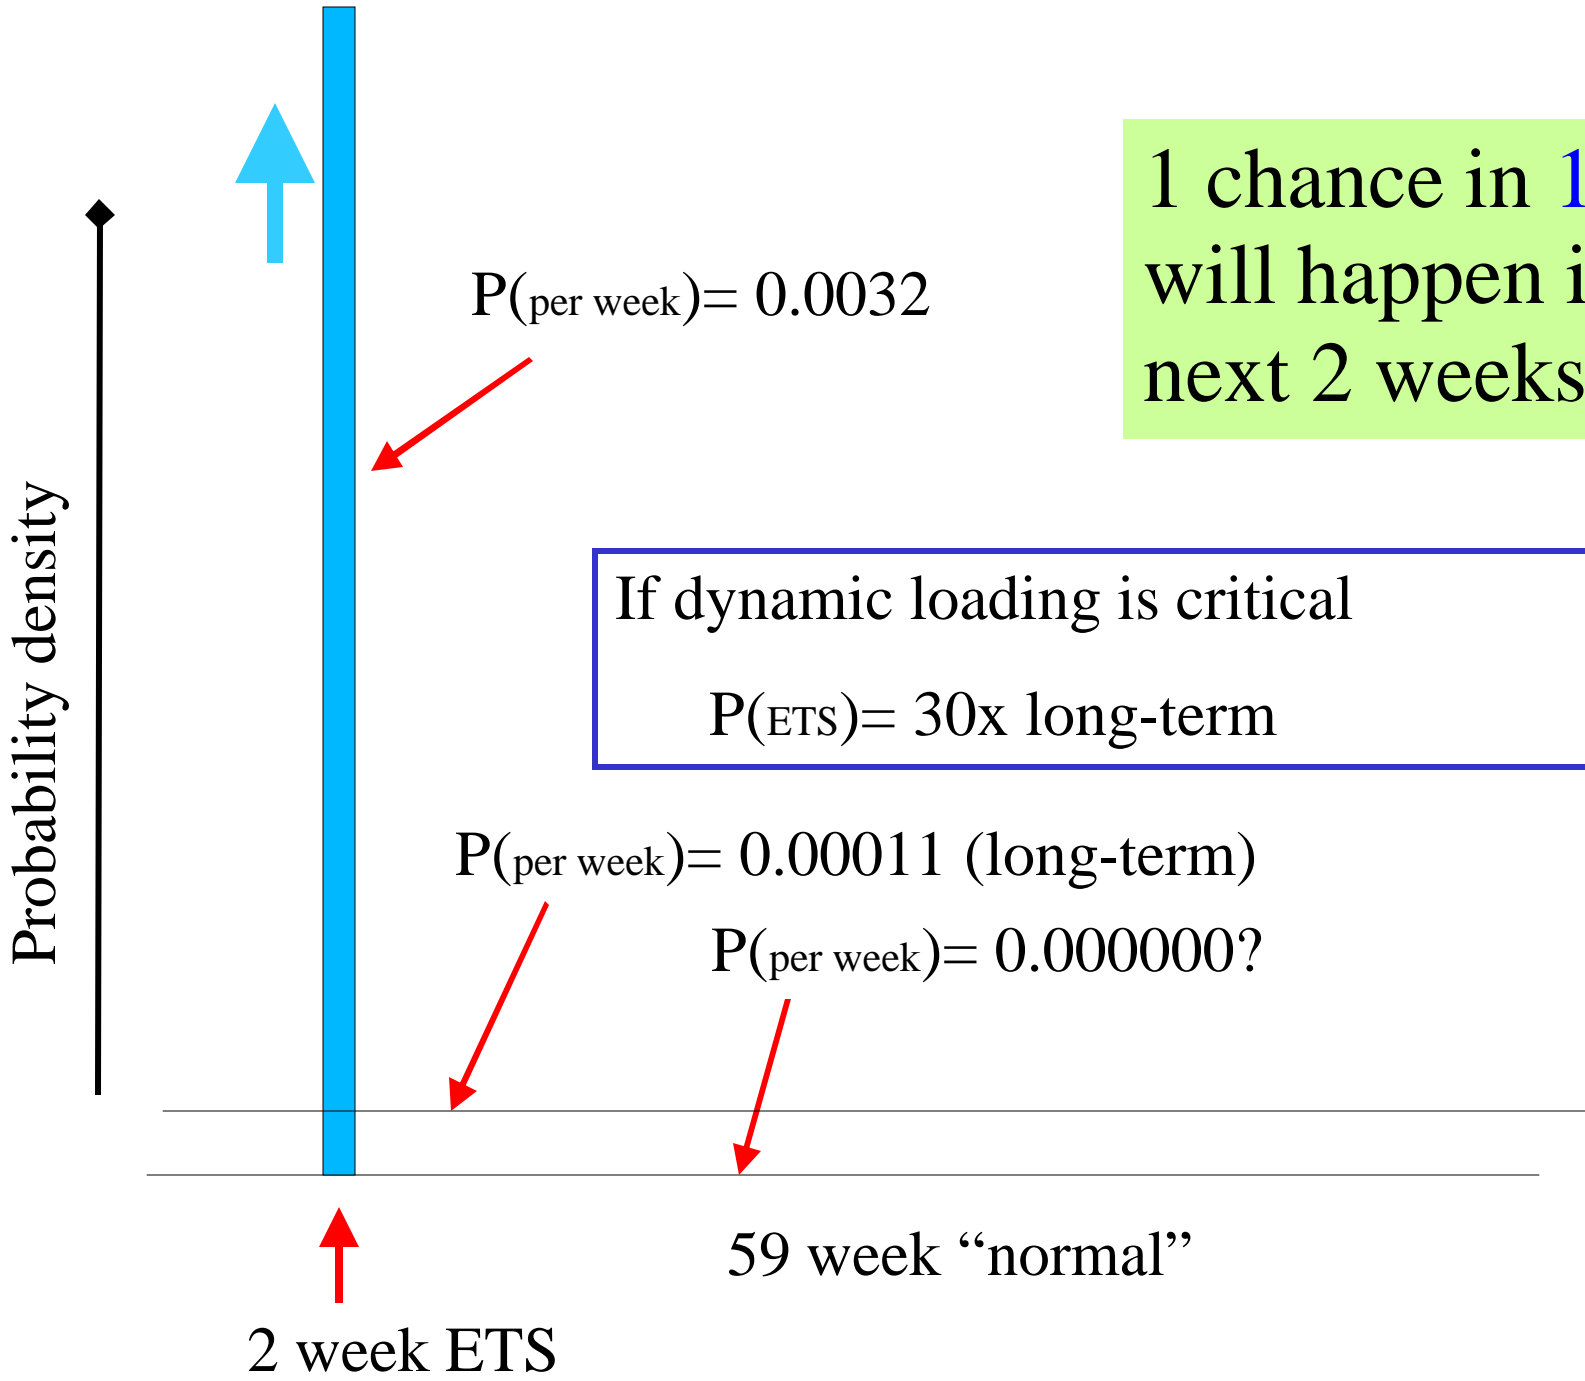 1 chance in 1
will happen i
next 2 weeks
P(per week)= 0.0032
Probability density
If dynamic loading is critical
P(ETS)= 30x long-term
P(per week)= 0.00011 (long-term)
P(per week)= 0.000000?
59 week “normal”
2 week ETS